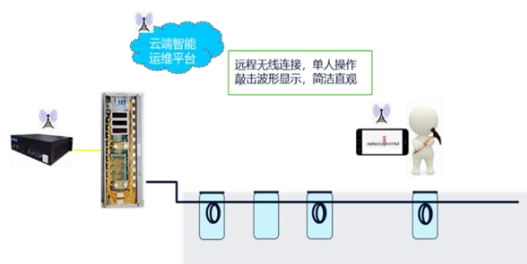 云端智能
运维平台
远程无线连接，单人操作
敲击波形显示，简洁直观